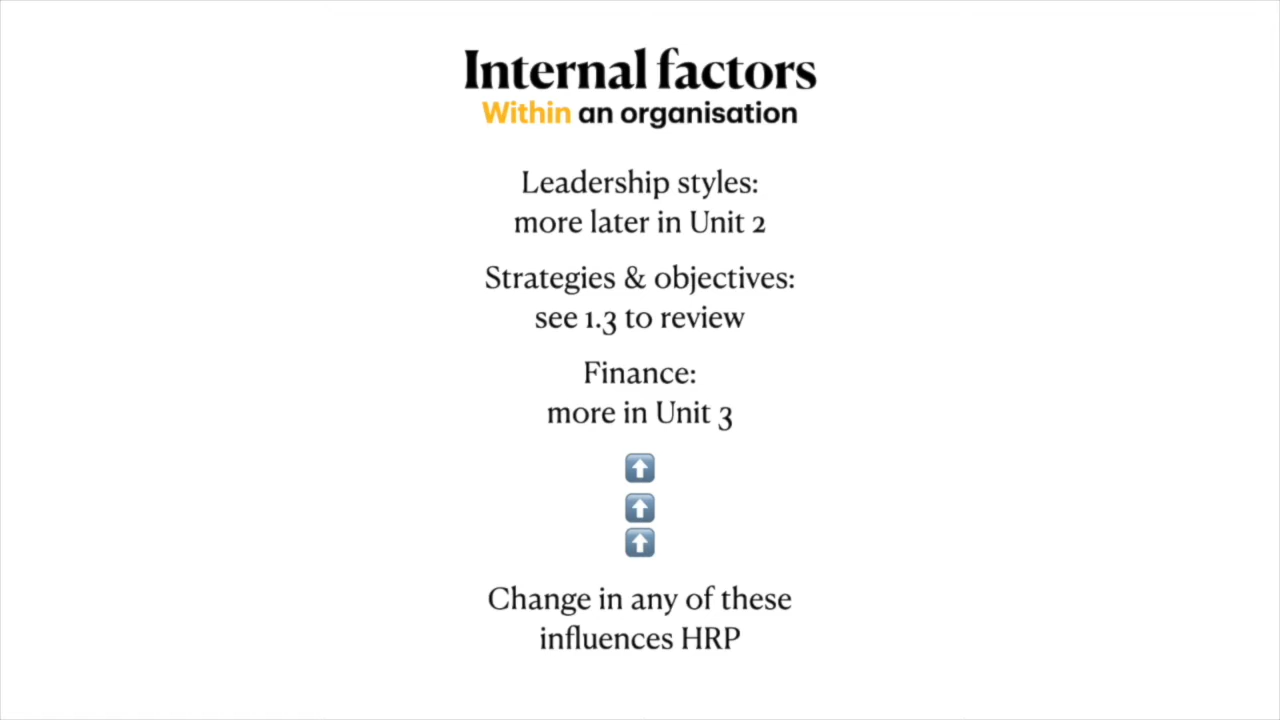 Internal factors
Within an organisation
Leadership styles:
more later in Unit 2
Strategies & objectives:
see 1.3 to review
Finance:
more in Unit 3
Change in any of these
influences HRP